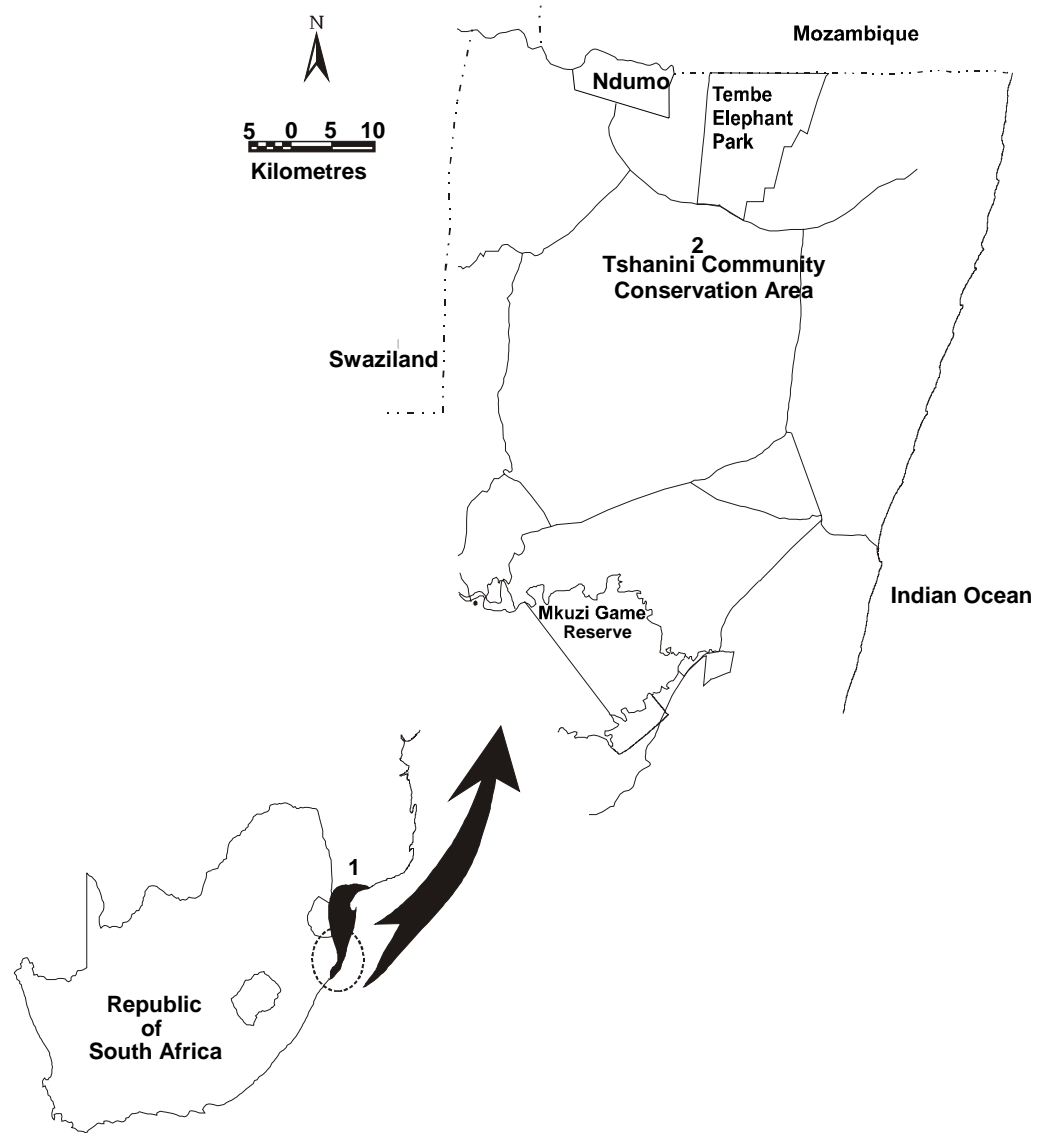 N
Mozambique
Ndumo
Tembe
Elephant
Park
5 0 5 10
Kilometres
2
Tshanini Community
Conservation Area
Swaziland
Indian Ocean
Mkuzi Game
Reserve
1
Republic
of
South Africa